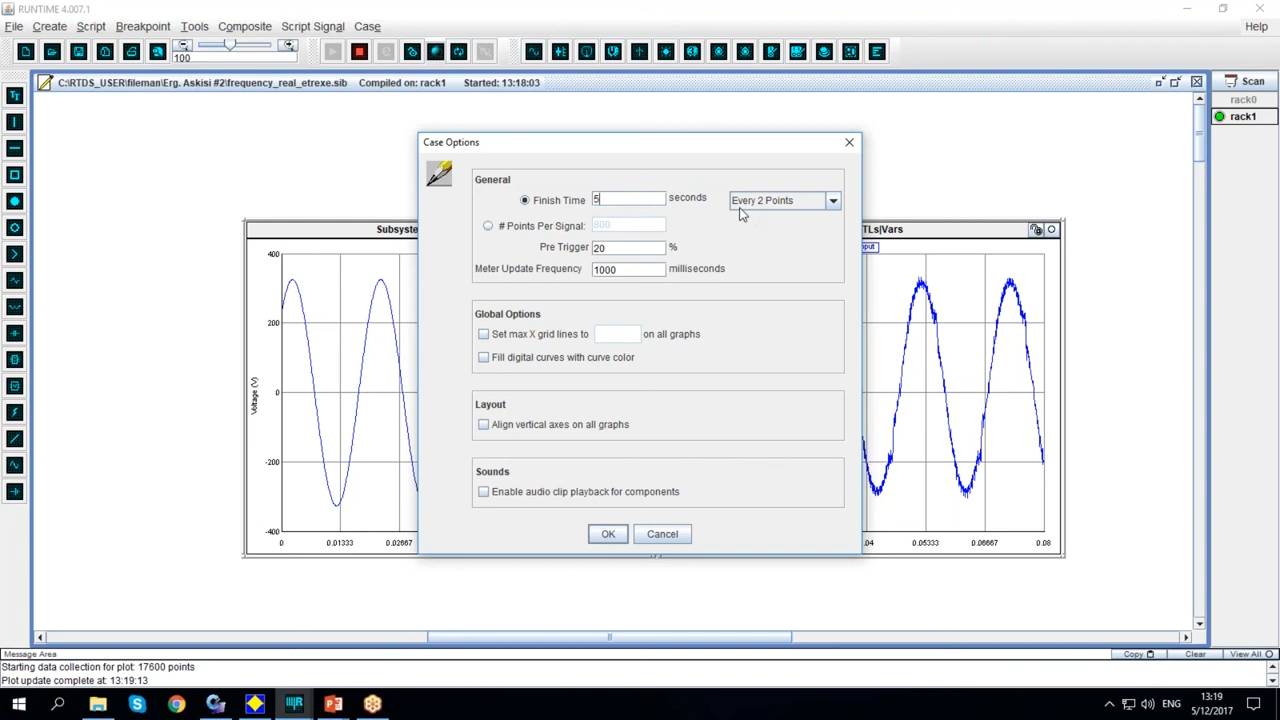 RUNTIME 4.007.1
File Create Script Breakpoint Tools Composite Script Signal Case Help
100
C:\RTDS_USER\fileman\Erg. Askisi #2\frequency_real_etrexe.sib Compiled on: rack1 Started: 13:18:03
Scan
rack0
rack1
Case Options
General
Finish Time 5 seconds Every 2 Points
# Points Per Signal: 800
Pre Trigger 20 %
Meter Update Frequency 1000 milliseconds
Global Options
Set max X grid lines to on all graphs
Fill digital curves with curve color
Layout
Align vertical axes on all graphs
Sounds
Enable audio clip playback for components
OK Cancel
Subsyste
TLs|Vars
400
200
0
-200
-400
Voltage (V)
0 0.01333 0.02667
.04 0.05333 0.06667 0.08
Message Area Copy Clear View All
Starting data collection for plot: 17600 points
Plot update complete at: 13:19:13
ENG
13:19
5/12/2017